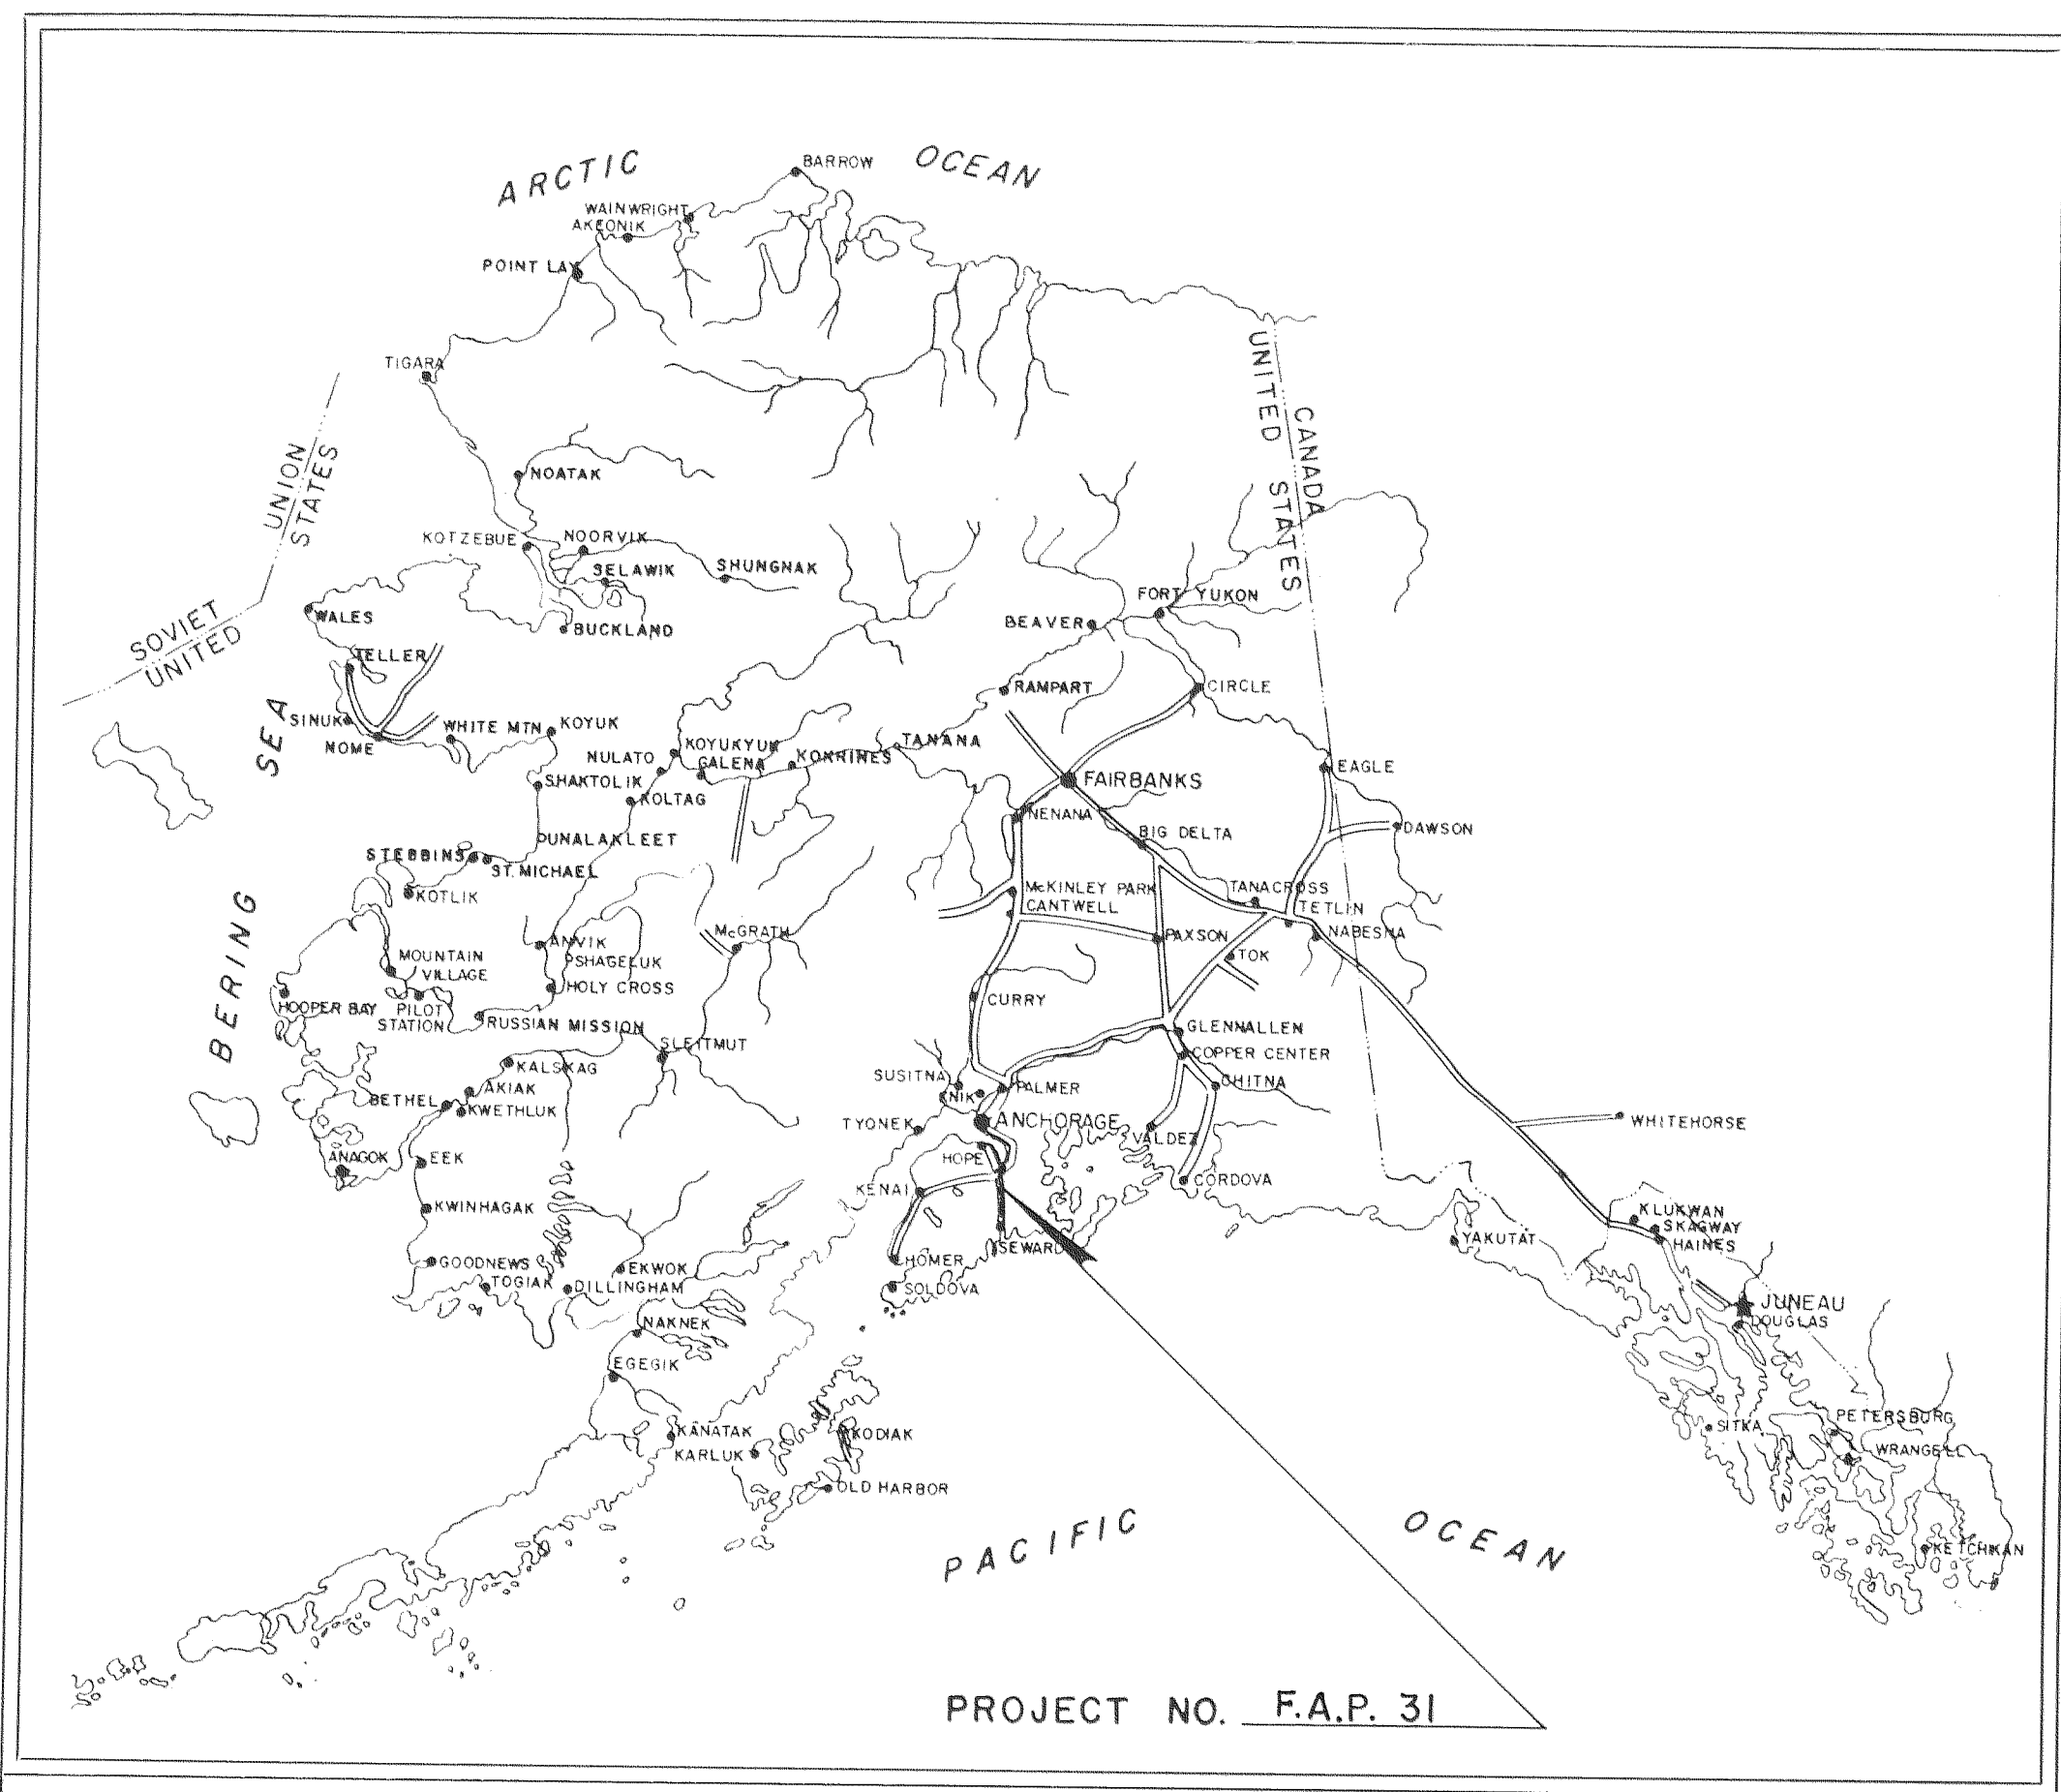 ARCTIC OCEAN
BARROW
WAINWRIGHT
AKEONIK
POINT LAY
TIGARA
UNITED STATES
CANADA
SOVIET UNION
UNITED STATES
NOATAK
KOTZEBUE
NOORVIK
SELAWIK
SHUNGNAK
BUCKLAND
WALES
TELLER
SINUK
NOME
WHITE MTN
KOYUK
NULATO
KOYUKYUK
GALENA
KOKRINES
TANANA
RAMPART
BEAVER
FORT YUKON
CIRCLE
FAIRBANKS
EAGLE
DAWSON
NENANA
BIG DELTA
SHAKTOLIK
KOLTAG
UNALAKLEET
STEBBINS
ST. MICHAEL
KOTLIK
BERING SEA
McKINLEY PARK
CANTWELL
TANACROSS
TETLIN
NABESNA
PAXSON
TOK
McGRATH
ANVIK
SHAGELUK
HOLY CROSS
MOUNTAIN
VILLAGE
HOOPER BAY
PILOT
STATION
RUSSIAN MISSION
CURRY
GLENNALLEN
COPPER CENTER
CHITNA
SLEITMUT
KALSKAG
AKIAK
BETHEL
KWETHLUK
SUSITNA
KNIK
PALMER
TYONEK
ANCHORAGE
VALDEZ
WHITEHORSE
HOPE
ANAGOK
EEK
KENAI
CORDOVA
KWINHAGAK
KLUKWAN
SKAGWAY
HAINES
YAKUTAT
SEWARD
HOMER
SOLDOVA
GOODNEWS
TOGIAK
EKWOK
DILLINGHAM
NAKNEK
EGEGIK
JUNEAU
DOUGLAS
KANATAK
KARLUK
KODIAK
OLD HARBOR
SITKA
PETERSBURG
WRANGELL
KETCHIKAN
PACIFIC OCEAN
PROJECT NO. F.A.P. 31